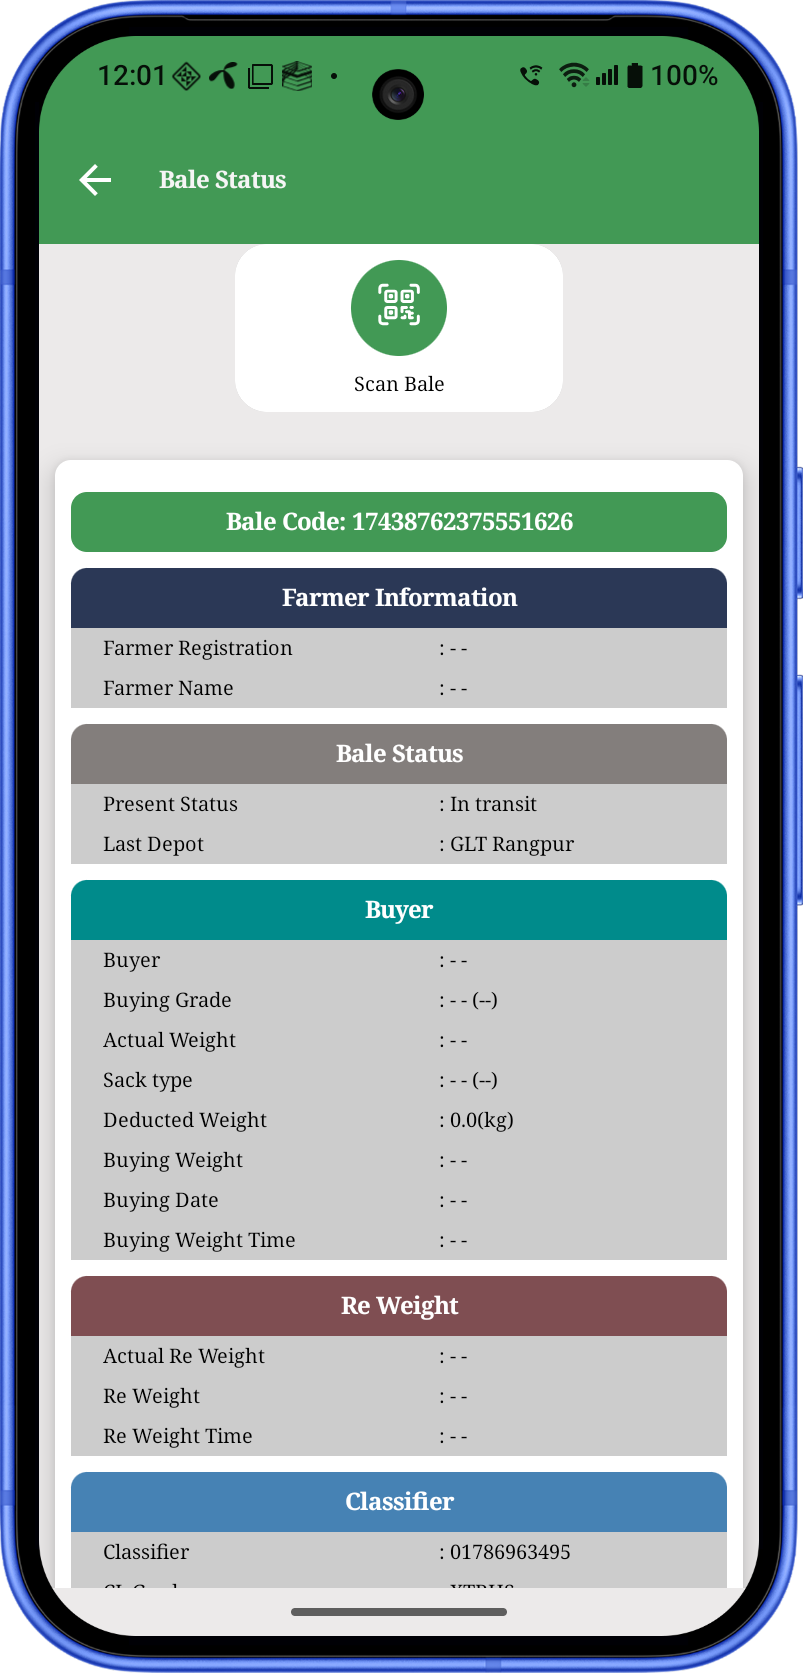 12:01
100%
Bale Status
Scan Bale
Bale Code: 17438762375551626
Farmer Information
Farmer Registration : - -
Farmer Name : - -
Bale Status
Present Status : In transit
Last Depot : GLT Rangpur
Buyer
Buyer : - -
Buying Grade : - - (--)
Actual Weight : - -
Sack type : - - (--)
Deducted Weight : 0.0(kg)
Buying Weight : - -
Buying Date : - -
Buying Weight Time : - -
Re Weight
Actual Re Weight : - -
Re Weight : - -
Re Weight Time : - -
Classifier
Classifier : 01786963495